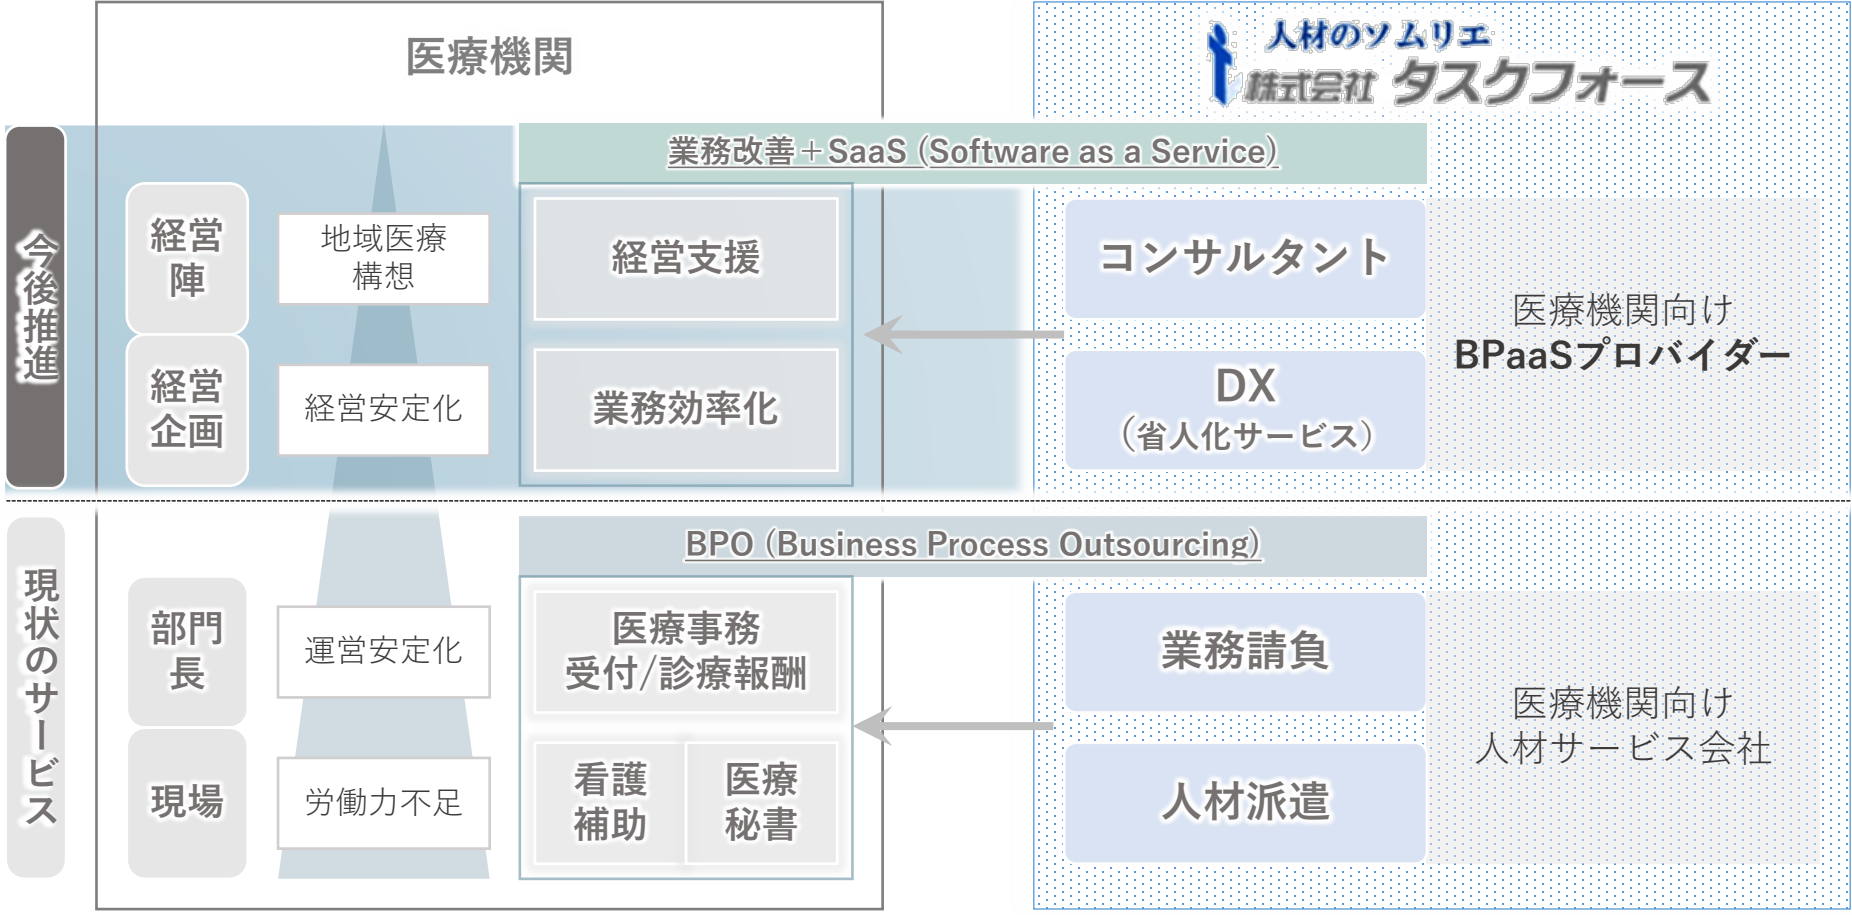 医療機関
人材のソムリエ
株式会社 タスクフォース
今後推進
業務改善+SaaS (Software as a Service)
経営
陣
地域医療
構想
経営支援
コンサルタント
経営
企画
経営安定化
業務効率化
DX
(省人化サービス)
医療機関向け
BPaaSプロバイダー
現状のサービス
BPO (Business Process Outsourcing)
部門
長
運営安定化
医療事務
受付/診療報酬
業務請負
現場
労働力不足
看護
補助
医療
秘書
人材派遣
医療機関向け
人材サービス会社